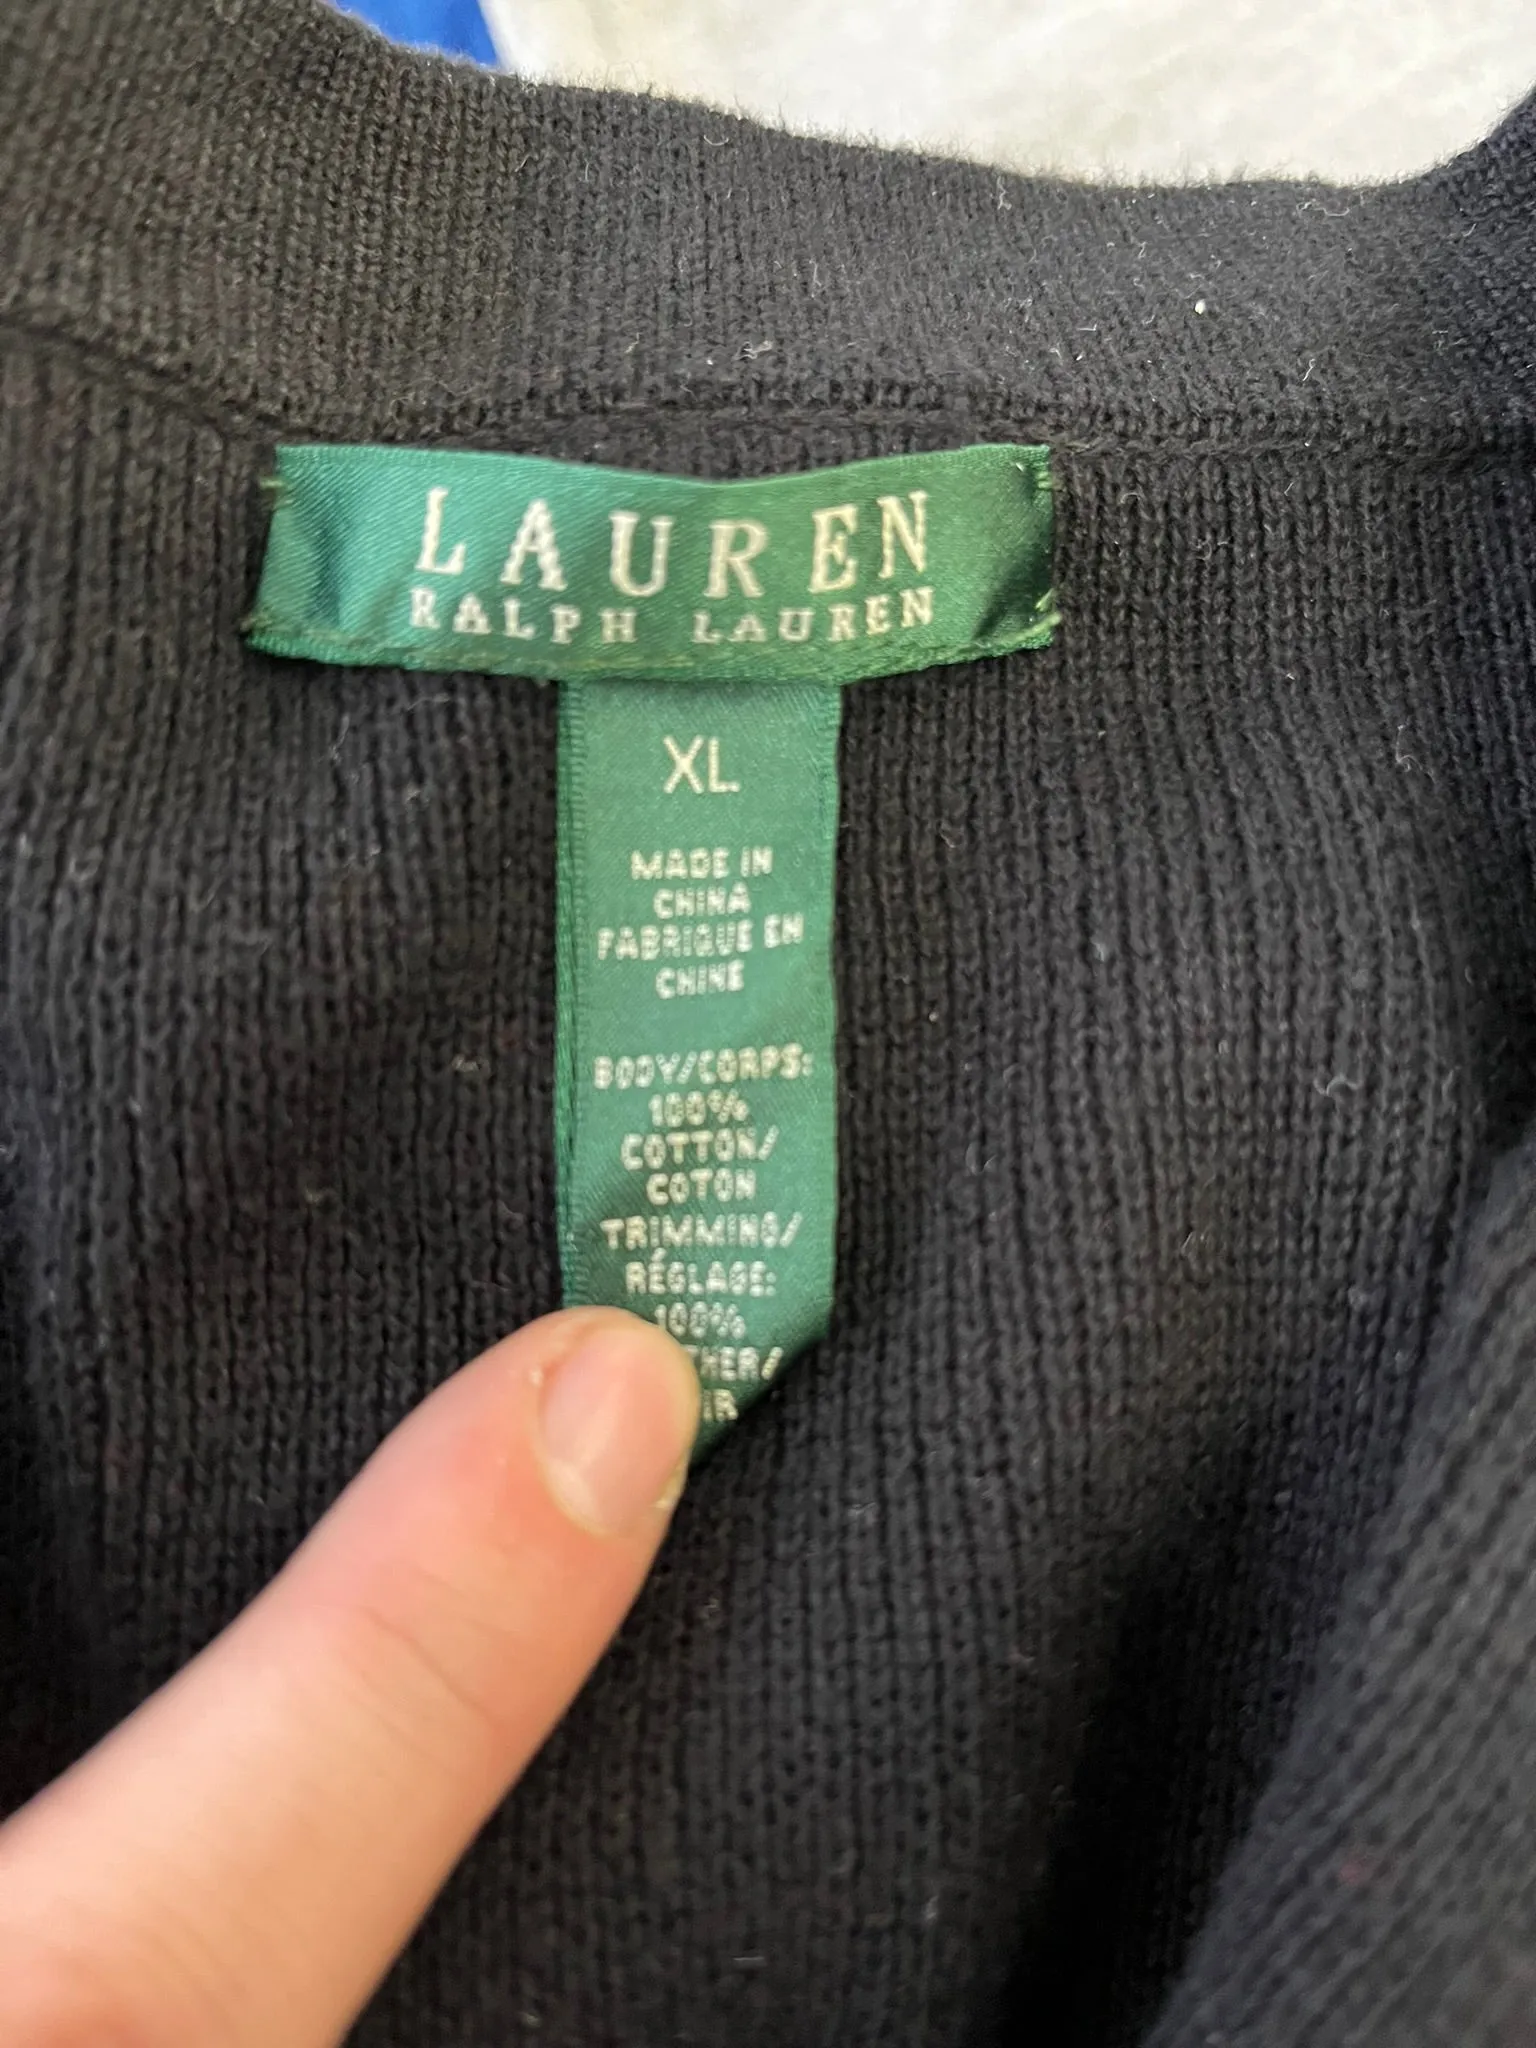 LAUREN
RALPH LAUREN
XL
MADE IN
CHINA
FABRIQUE EN
CHINE
BODY/CORPS:
100%
COTTON/
COTON
TRIMMING/
RÉGLAGE:
100%